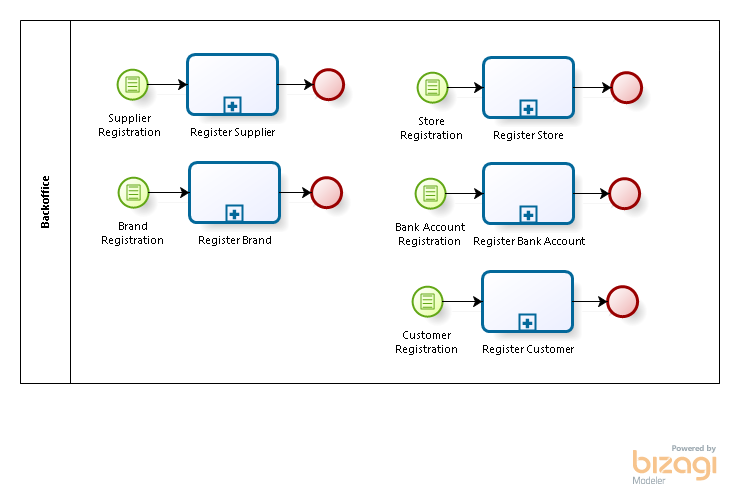 Backoffice
Supplier
Registration
Register Supplier
Store
Registration
Register Store
Brand
Registration
Register Brand
Bank Account
Registration
Register Bank Account
Customer
Registration
Register Customer
Powered by
bizagi
Modeler